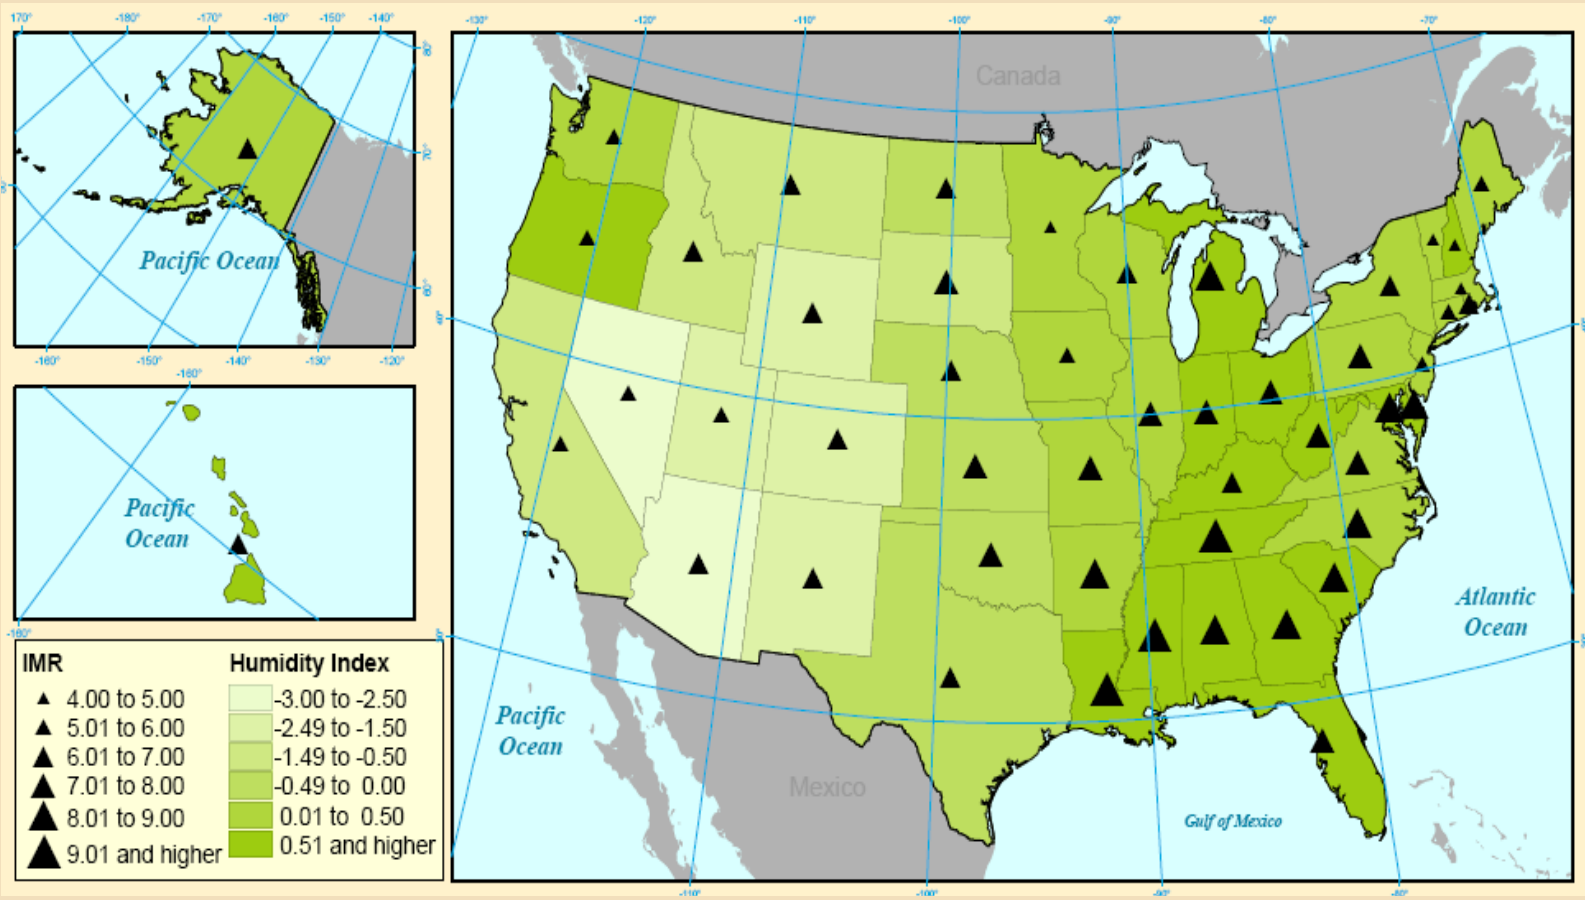 170° -180° -170° -160° -150° -140°
80°
70°
60°
Pacific Ocean
-160° -150° -140° -130° -120°
-160°
Pacific
Ocean
-160°
IMR
4.00 to 5.00
5.01 to 6.00
6.01 to 7.00
7.01 to 8.00
8.01 to 9.00
9.01 and higher
Humidity Index
-3.00 to -2.50
-2.49 to -1.50
-1.49 to -0.50
-0.49 to 0.00
0.01 to 0.50
0.51 and higher
-130° -120° -110° -100° -90° -80° -70°
Canada
Pacific
Ocean
Mexico
Gulf of Mexico
Atlantic
Ocean
-110° -100° -90° -80°